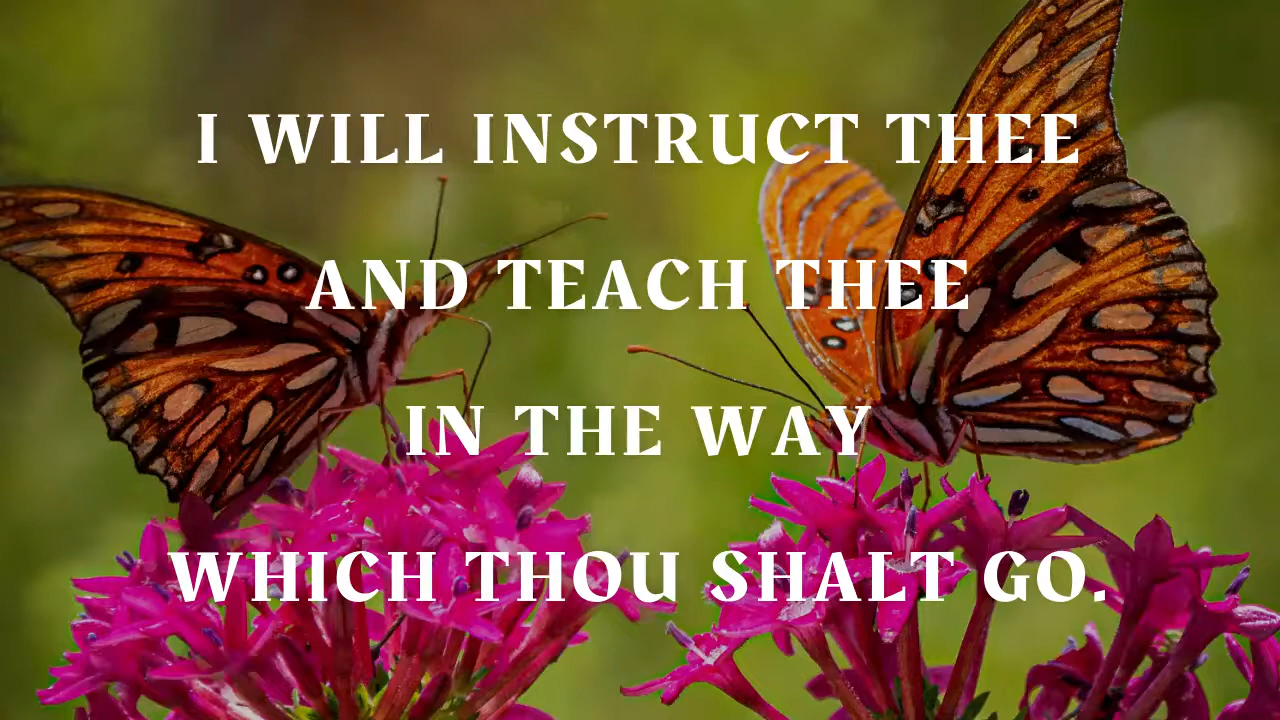 I WILL INSTRUCT THEE
AND TEACH THEE
IN THE WAY
WHICH THOU SHALT GO.